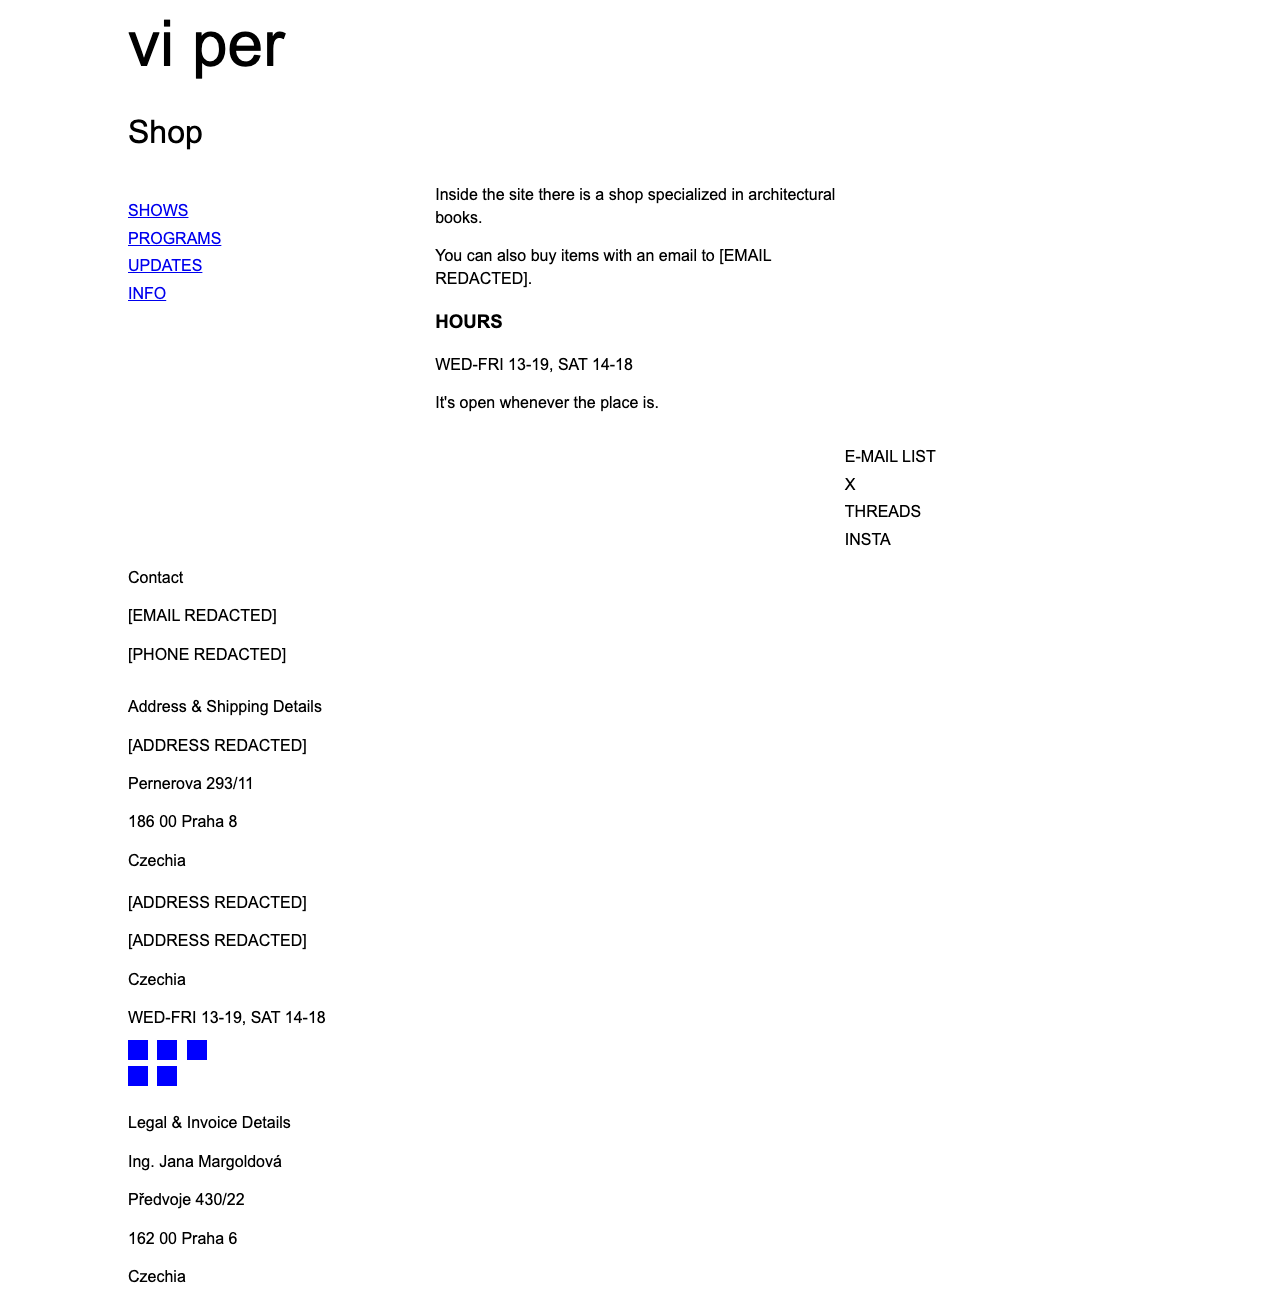 vi per
Shop
SHOWS
PROGRAMS
UPDATES
INFO
Inside the site there is a shop specialized in architectural
books.
You can also buy items with an email to [EMAIL
REDACTED].
HOURS
WED-FRI 13-19, SAT 14-18
It's open whenever the place is.
E-MAIL LIST
X
THREADS
INSTA
Contact
[EMAIL REDACTED]
[PHONE REDACTED]
Address & Shipping Details
[ADDRESS REDACTED]
Pernerova 293/11
186 00 Praha 8
Czechia
[ADDRESS REDACTED]
[ADDRESS REDACTED]
Czechia
WED-FRI 13-19, SAT 14-18
Legal & Invoice Details
Ing. Jana Margoldová
Předvoje 430/22
162 00 Praha 6
Czechia